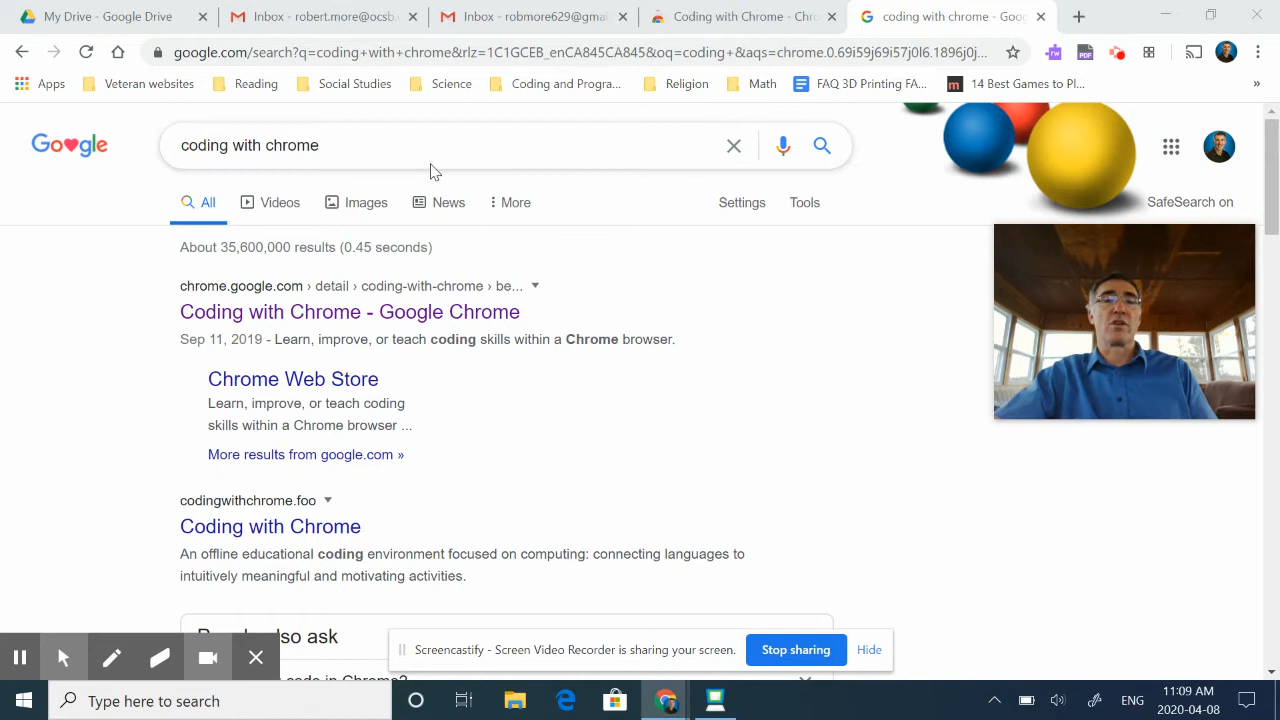 My Drive - Google Drive
Inbox - robert.more@ocsb.
Inbox - robmore629@gma
Coding with Chrome - Chr
coding with chrome - Goog
google.com/search?q=coding+with+chrome&rlz=1C1GCEB_enCA845CA845&oq=coding+&aqs=chrome.0.69i59j69i57j0l6.1896j0j...
Apps
Veteran websites
Reading
Social Studies
Science
Coding and Progra...
Religion
Math
FAQ 3D Printing FA...
14 Best Games to Pl...
»
Google
coding with chrome
All
Videos
Images
News
More
Settings
Tools
SafeSearch on
About 35,600,000 results (0.45 seconds)
chrome.google.com › detail › coding-with-chrome › be...
Coding with Chrome - Google Chrome
Sep 11, 2019 - Learn, improve, or teach coding skills within a Chrome browser.
Chrome Web Store
Learn, improve, or teach coding
skills within a Chrome browser ...
More results from google.com »
codingwithchrome.foo
Coding with Chrome
An offline educational coding environment focused on computing: connecting languages to
intuitively meaningful and motivating activities.
also ask
Screencastify - Screen Video Recorder is sharing your screen.
Stop sharing
Hide
code in Chrome?
Type here to search
ENG
11:09 AM
2020-04-08